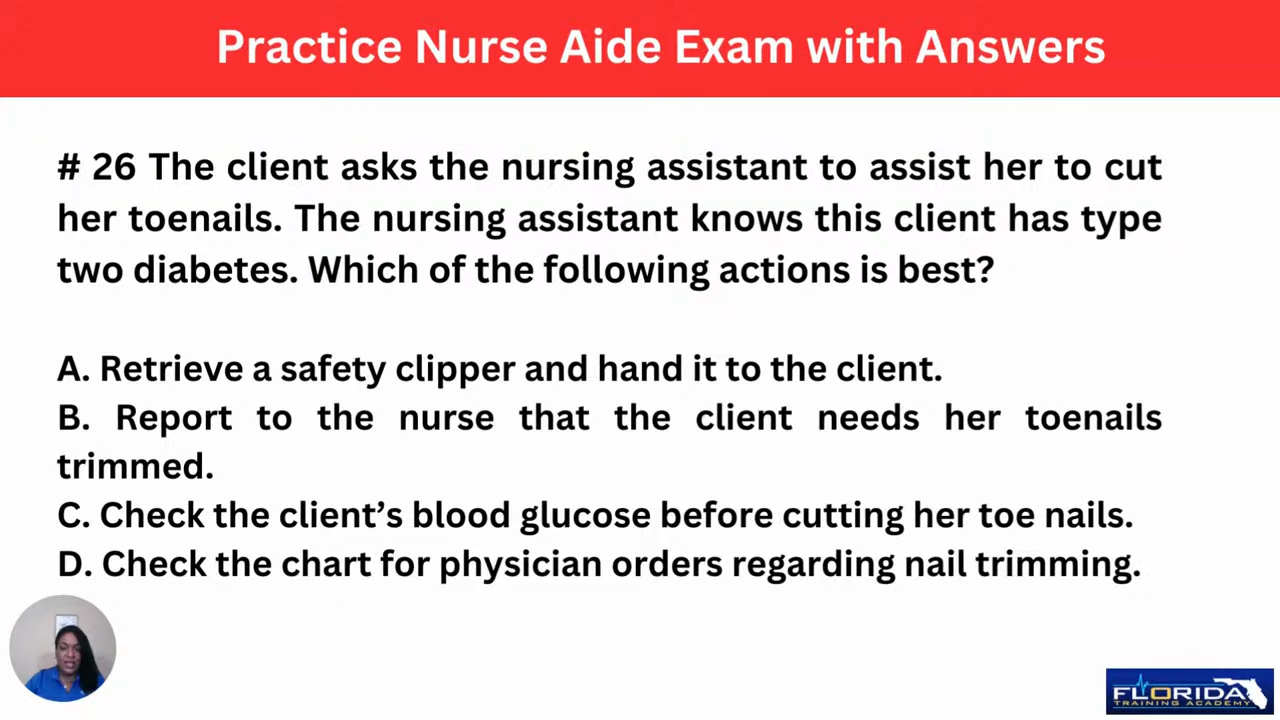 Practice Nurse Aide Exam with Answers
# 26 The client asks the nursing assistant to assist her to cut
her toenails. The nursing assistant knows this client has type
two diabetes. Which of the following actions is best?
A. Retrieve a safety clipper and hand it to the client.
B. Report to the nurse that the client needs her toenails
trimmed.
C. Check the client’s blood glucose before cutting her toe nails.
D. Check the chart for physician orders regarding nail trimming.
FLORIDA
TRAINING ACADEMY